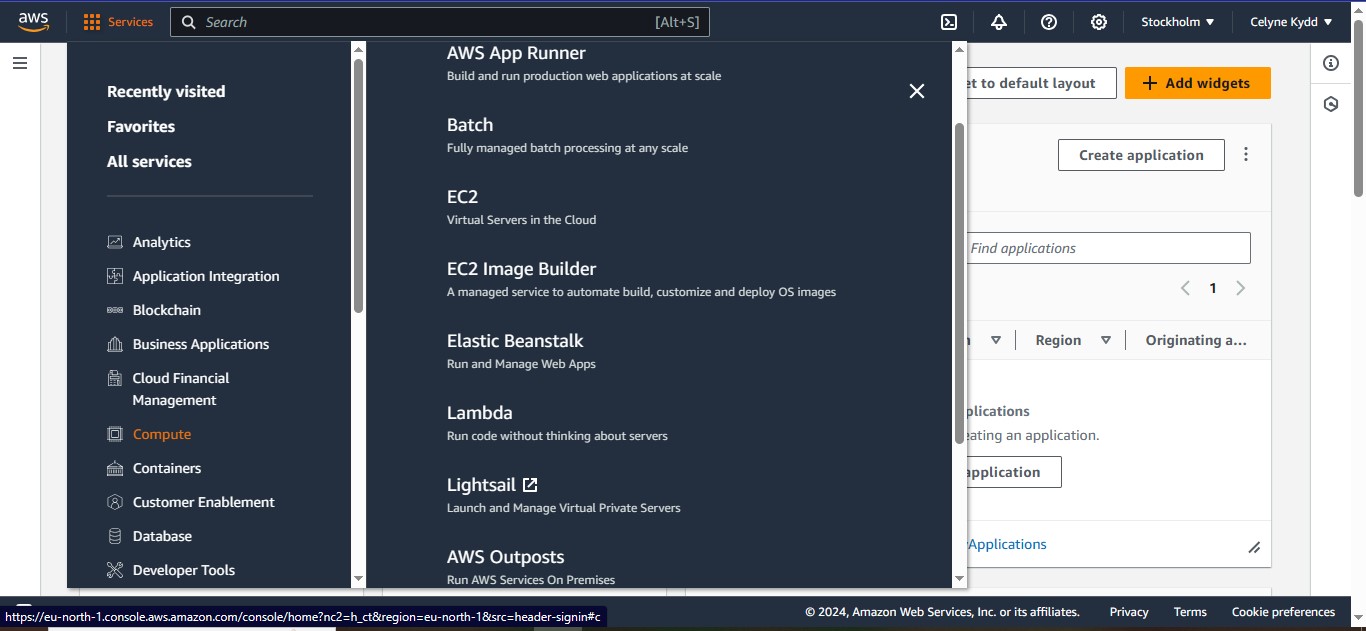 aws
Services
Search
[Alt+S]
Stockholm
Celyne Kydd
Recently visited
Favorites
All services
Analytics
Application Integration
Blockchain
Business Applications
Cloud Financial
Management
Compute
Containers
Customer Enablement
Database
Developer Tools
AWS App Runner
Build and run production web applications at scale
Batch
Fully managed batch processing at any scale
EC2
Virtual Servers in the Cloud
EC2 Image Builder
A managed service to automate build, customize and deploy OS images
Elastic Beanstalk
Run and Manage Web Apps
Lambda
Run code without thinking about servers
Lightsail
Launch and Manage Virtual Private Servers
AWS Outposts
Run AWS Services On Premises
et to default layout
+ Add widgets
Create application
Find applications
1
Region
Originating a...
plications
eating an application.
application
Applications
https://eu-north-1.console.aws.amazon.com/console/home?nc2=h_ct&region=eu-north-1&src=header-signin#c
© 2024, Amazon Web Services, Inc. or its affiliates.
Privacy
Terms
Cookie preferences